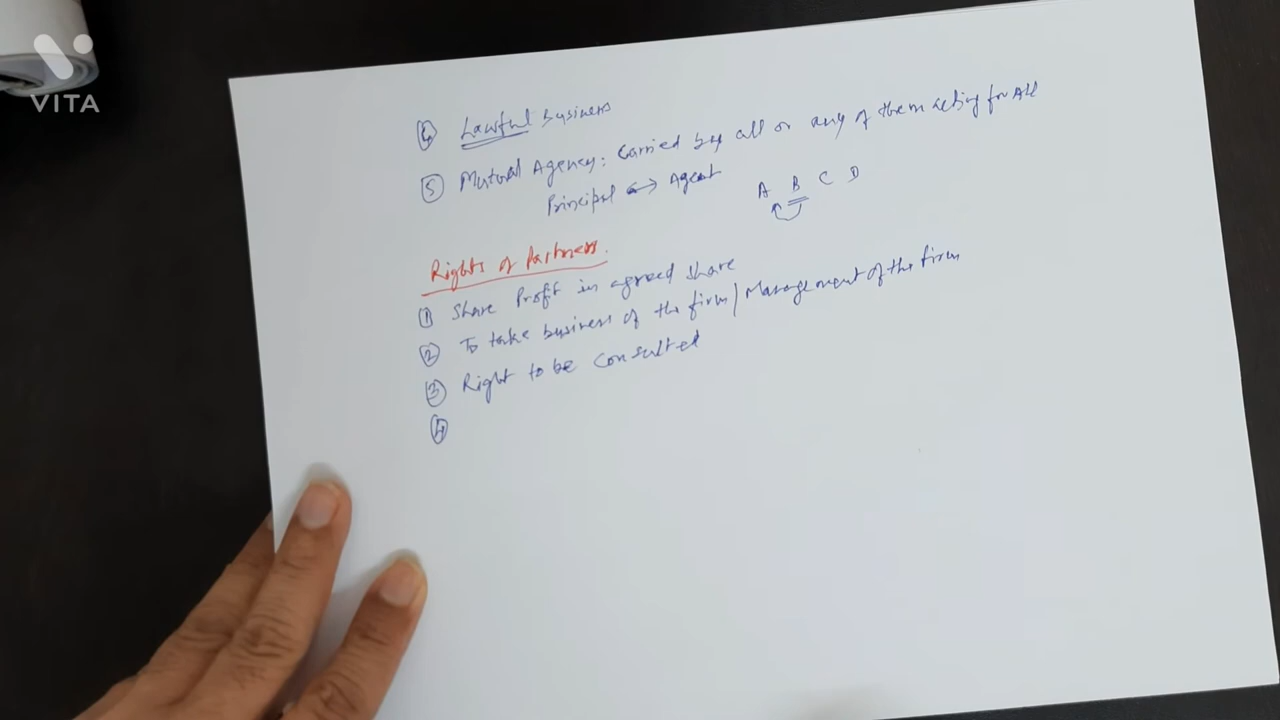 VITA
④ Lawful business
⑤ Mutual Agency: Carried by all or any of them acting for All
Principal ↔ Agent
A B C D
Rights of Partners.
① Share Profit in agreed share
② To take business of the firm / Management of the firm
③ Right to be consulted
④